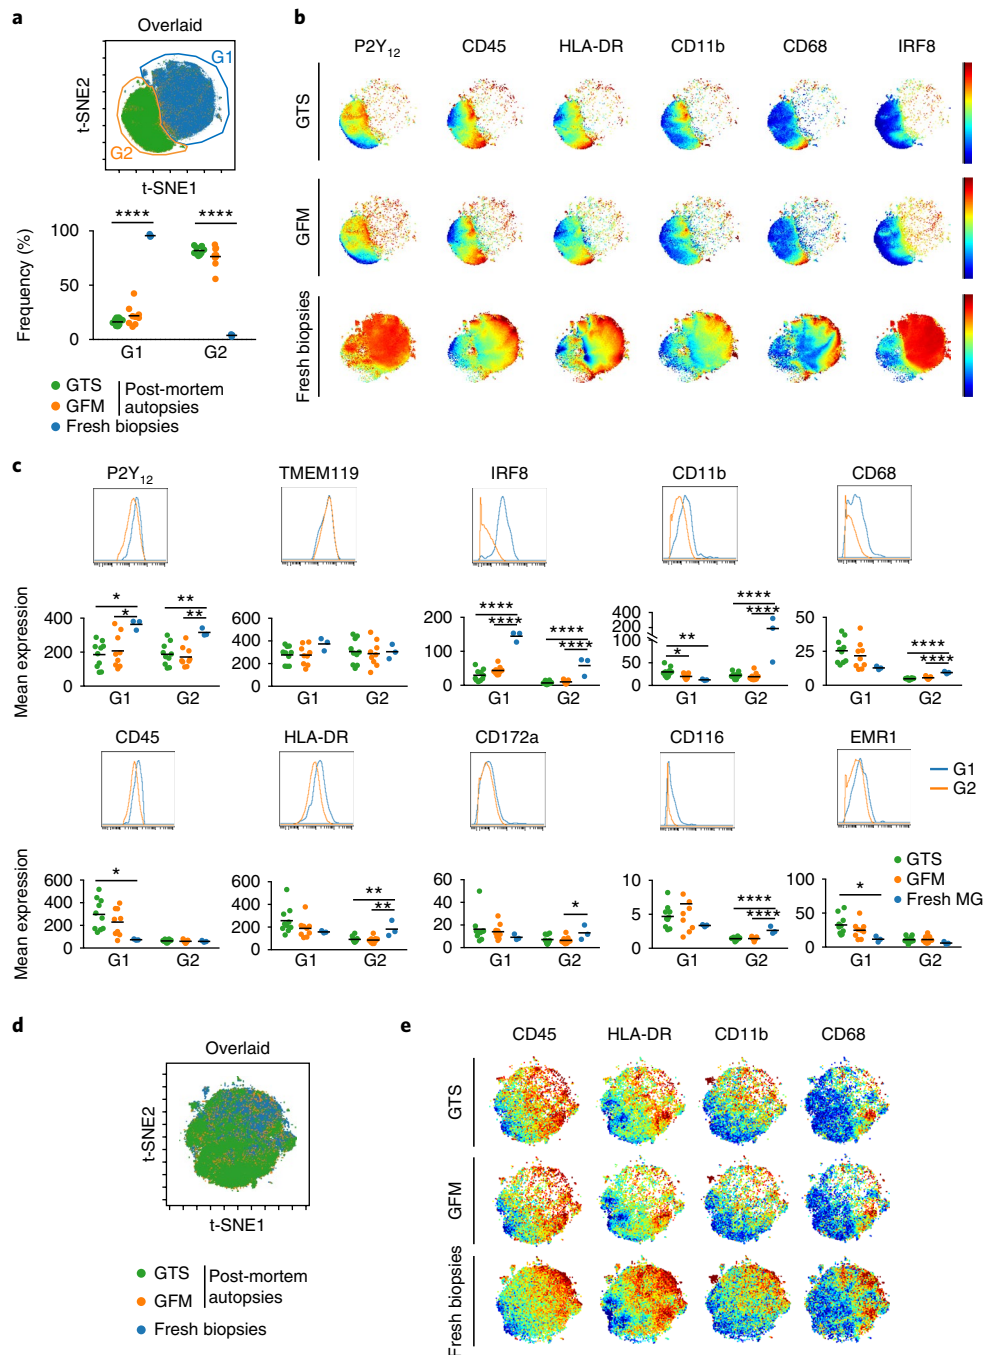 a
Overlaid
G1
G2
t-SNE2
t-SNE1
****
****
Frequency (%)
100
50
0
G1
G2
GTS
GFM
Post-mortem
autopsies
Fresh biopsies
b
P2Y12
CD45
HLA-DR
CD11b
CD68
IRF8
GTS
GFM
Fresh biopsies
c
P2Y12
TMEM119
IRF8
CD11b
CD68
Mean expression
400
200
0
*
*
**
**
G1
G2
600
400
200
0
G1
G2
200
100
0
****
****
****
****
G1
G2
400
200
100
50
0
**
*
****
****
G1
G2
50
25
0
****
****
G1
G2
CD45
HLA-DR
CD172a
CD116
EMR1
G1
G2
Mean expression
600
400
200
0
*
G1
G2
600
400
200
0
**
**
G1
G2
60
40
20
0
*
G1
G2
10
5
0
****
****
G1
G2
100
50
0
*
G1
G2
GTS
GFM
Fresh MG
d
Overlaid
t-SNE2
t-SNE1
GTS
GFM
Post-mortem
autopsies
Fresh biopsies
e
CD45
HLA-DR
CD11b
CD68
GTS
GFM
Fresh biopsies